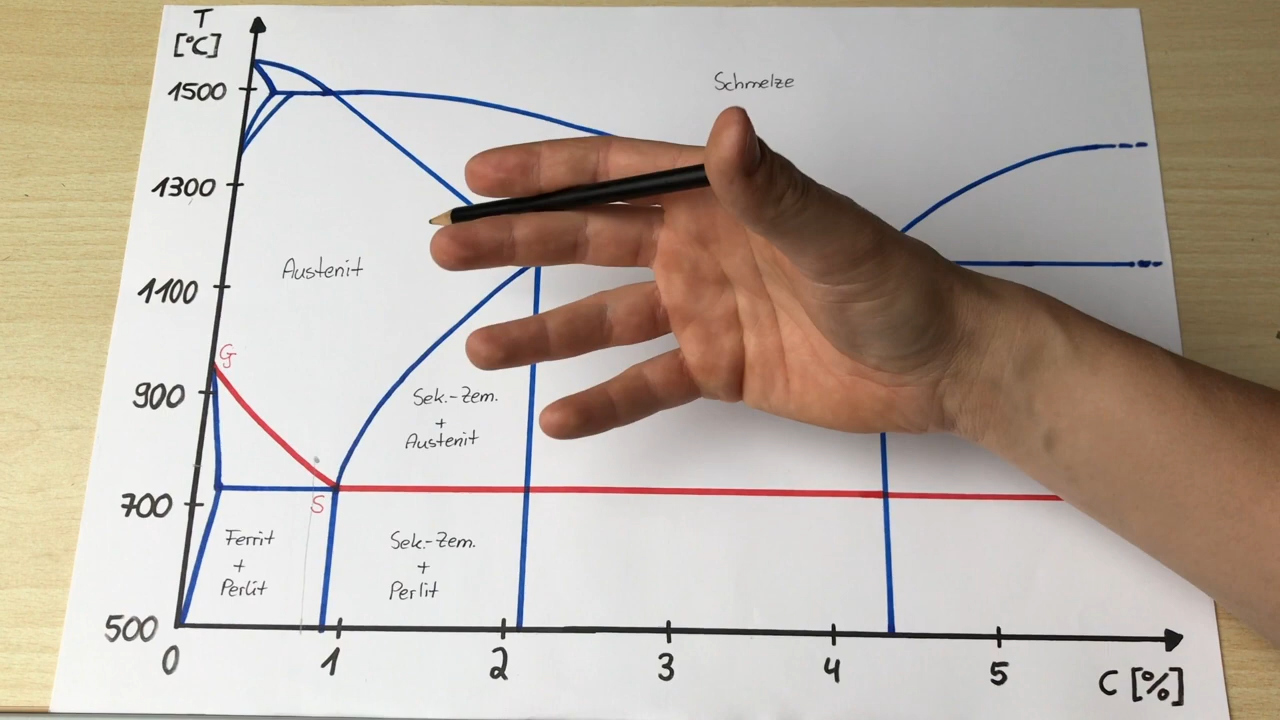 T
[°C]
Schmelze
1500
1300
Austenit
1100
G
900
Sek.-Zem.
+
Austenit
700
S
Ferrit
+
Perlit
Sek.-Zem.
+
Perlit
500
0 1 2 3 4 5 C [%]